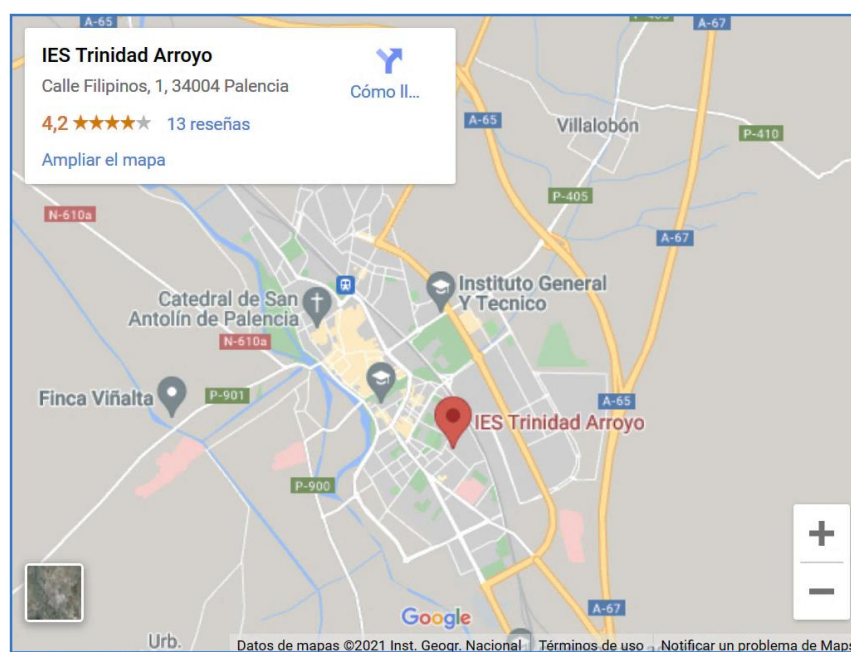 A-65
P-405
A-67
IES Trinidad Arroyo
Calle Filipinos, 1, 34004 Palencia
Cómo ll...
4,2
13 reseñas
Ampliar el mapa
A-65
Villalobón
P-410
P-405
N-610a
A-67
Instituto General
Y Tecnico
Catedral de San
Antolín de Palencia
N-610a
Finca Viñalta
P-901
A-65
IES Trinidad Arroyo
P-900
A-67
Google
Urb.
Datos de mapas ©2021 Inst. Geogr. Nacional
Términos de uso
Notificar un problema de Maps